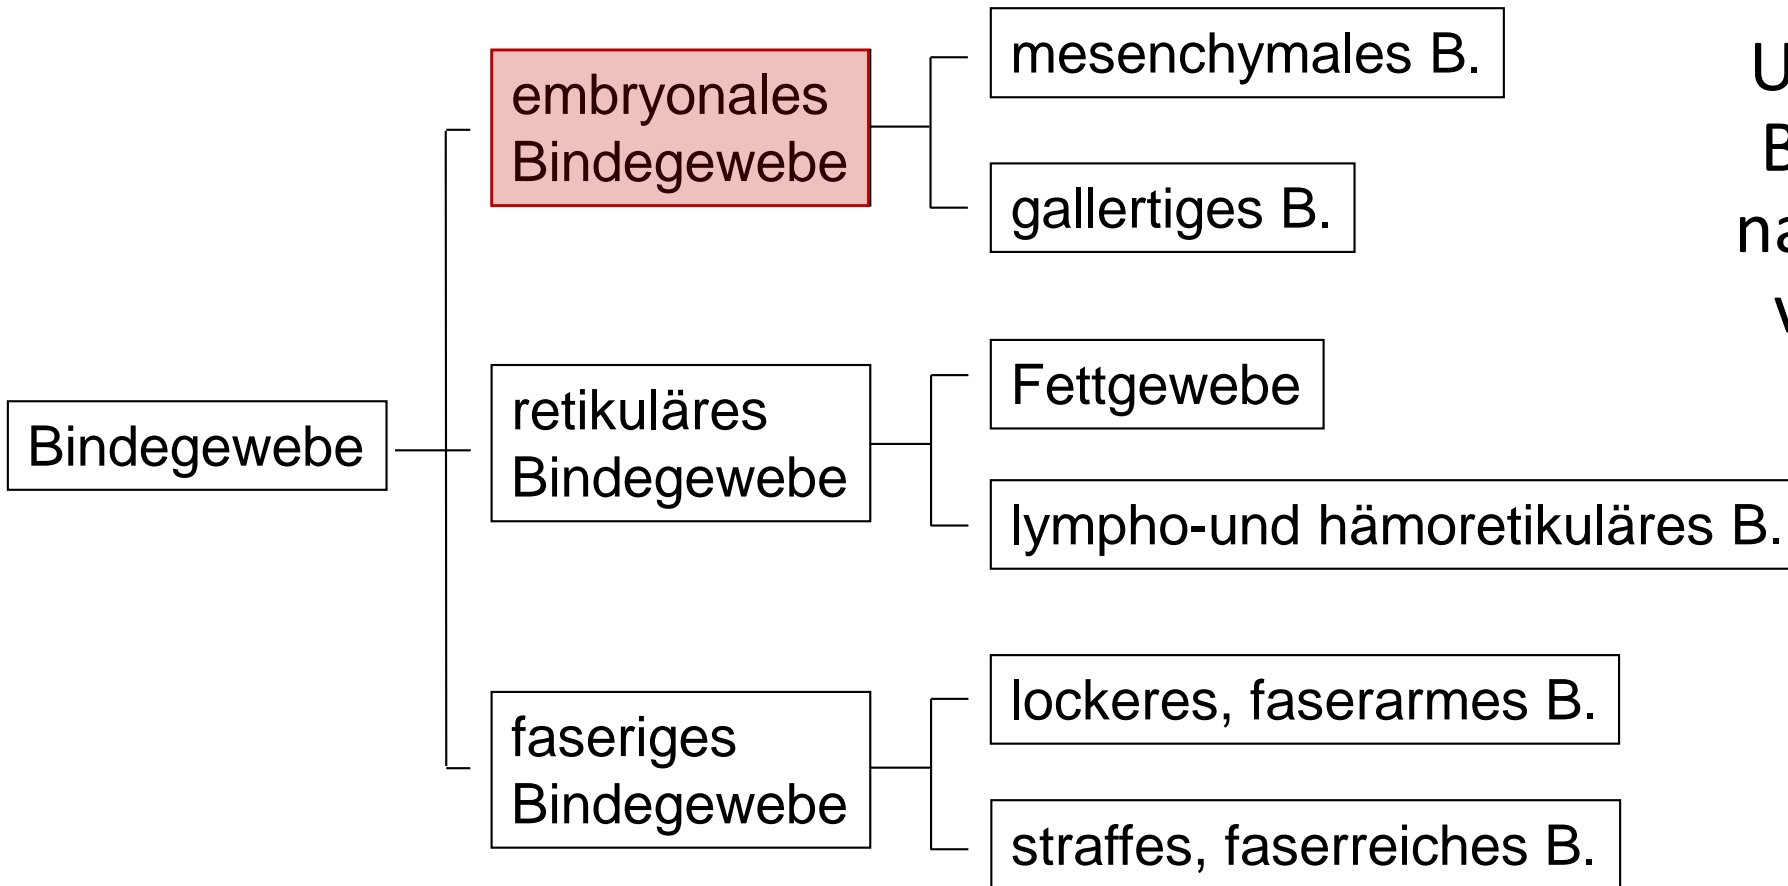 mesenchymales B.
embryonales
Bindegewebe
gallertiges B.
Fettgewebe
Bindegewebe
retikuläres
Bindegewebe
lympho-und hämoretikuläres B.
lockeres, faserarmes B.
faseriges
Bindegewebe
straffes, faserreiches B.